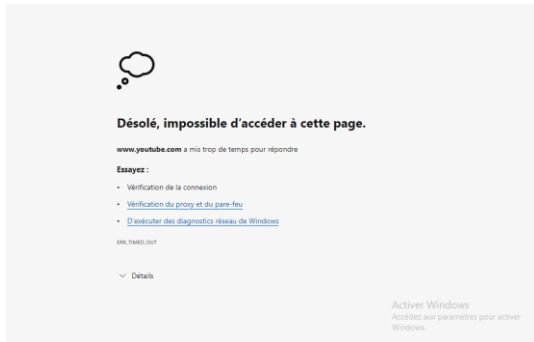 Désolé, impossible d'accéder à cette page.
www.youtube.com a mis trop de temps pour répondre
Essayez :
• Vérification de la connexion
• Vérification du proxy et du pare-feu
• D'exécuter des diagnostics réseau de Windows
ERR_TIMED_OUT
Détails
Activer Windows
Accédez aux paramètres pour activer
Windows.